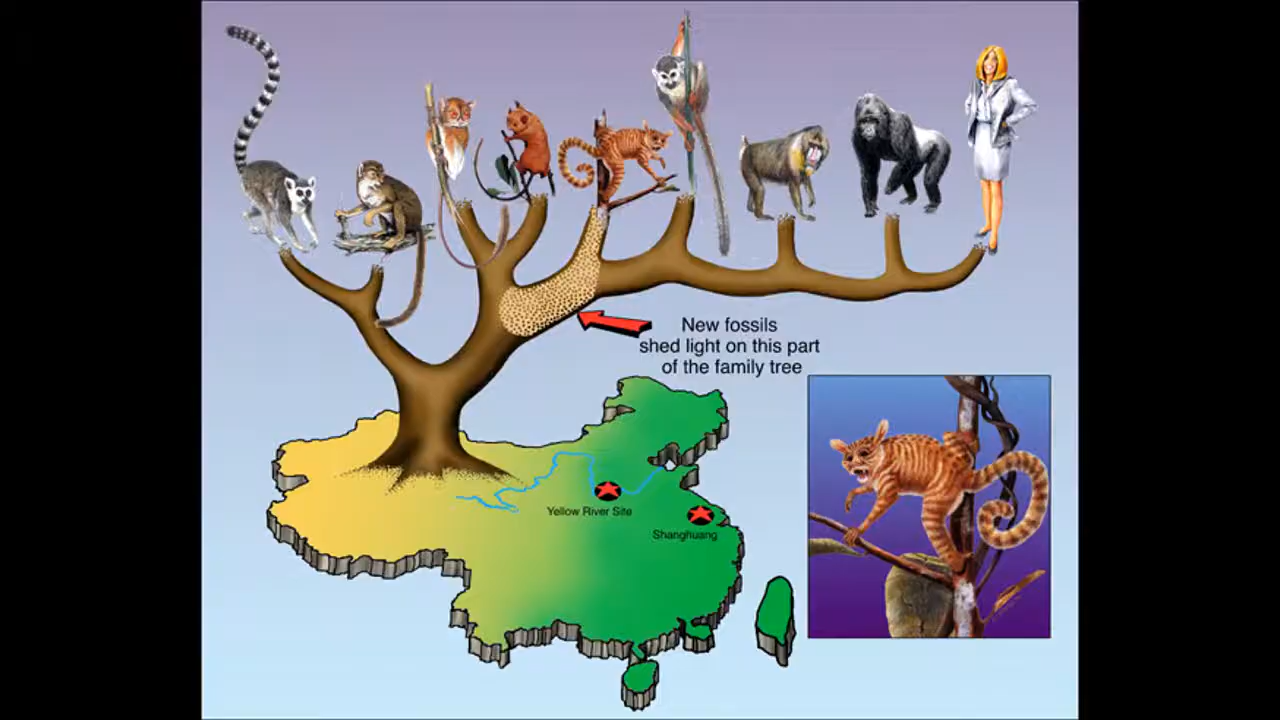 New fossils
shed light on this part
of the family tree
Yellow River Site
Shanghuang